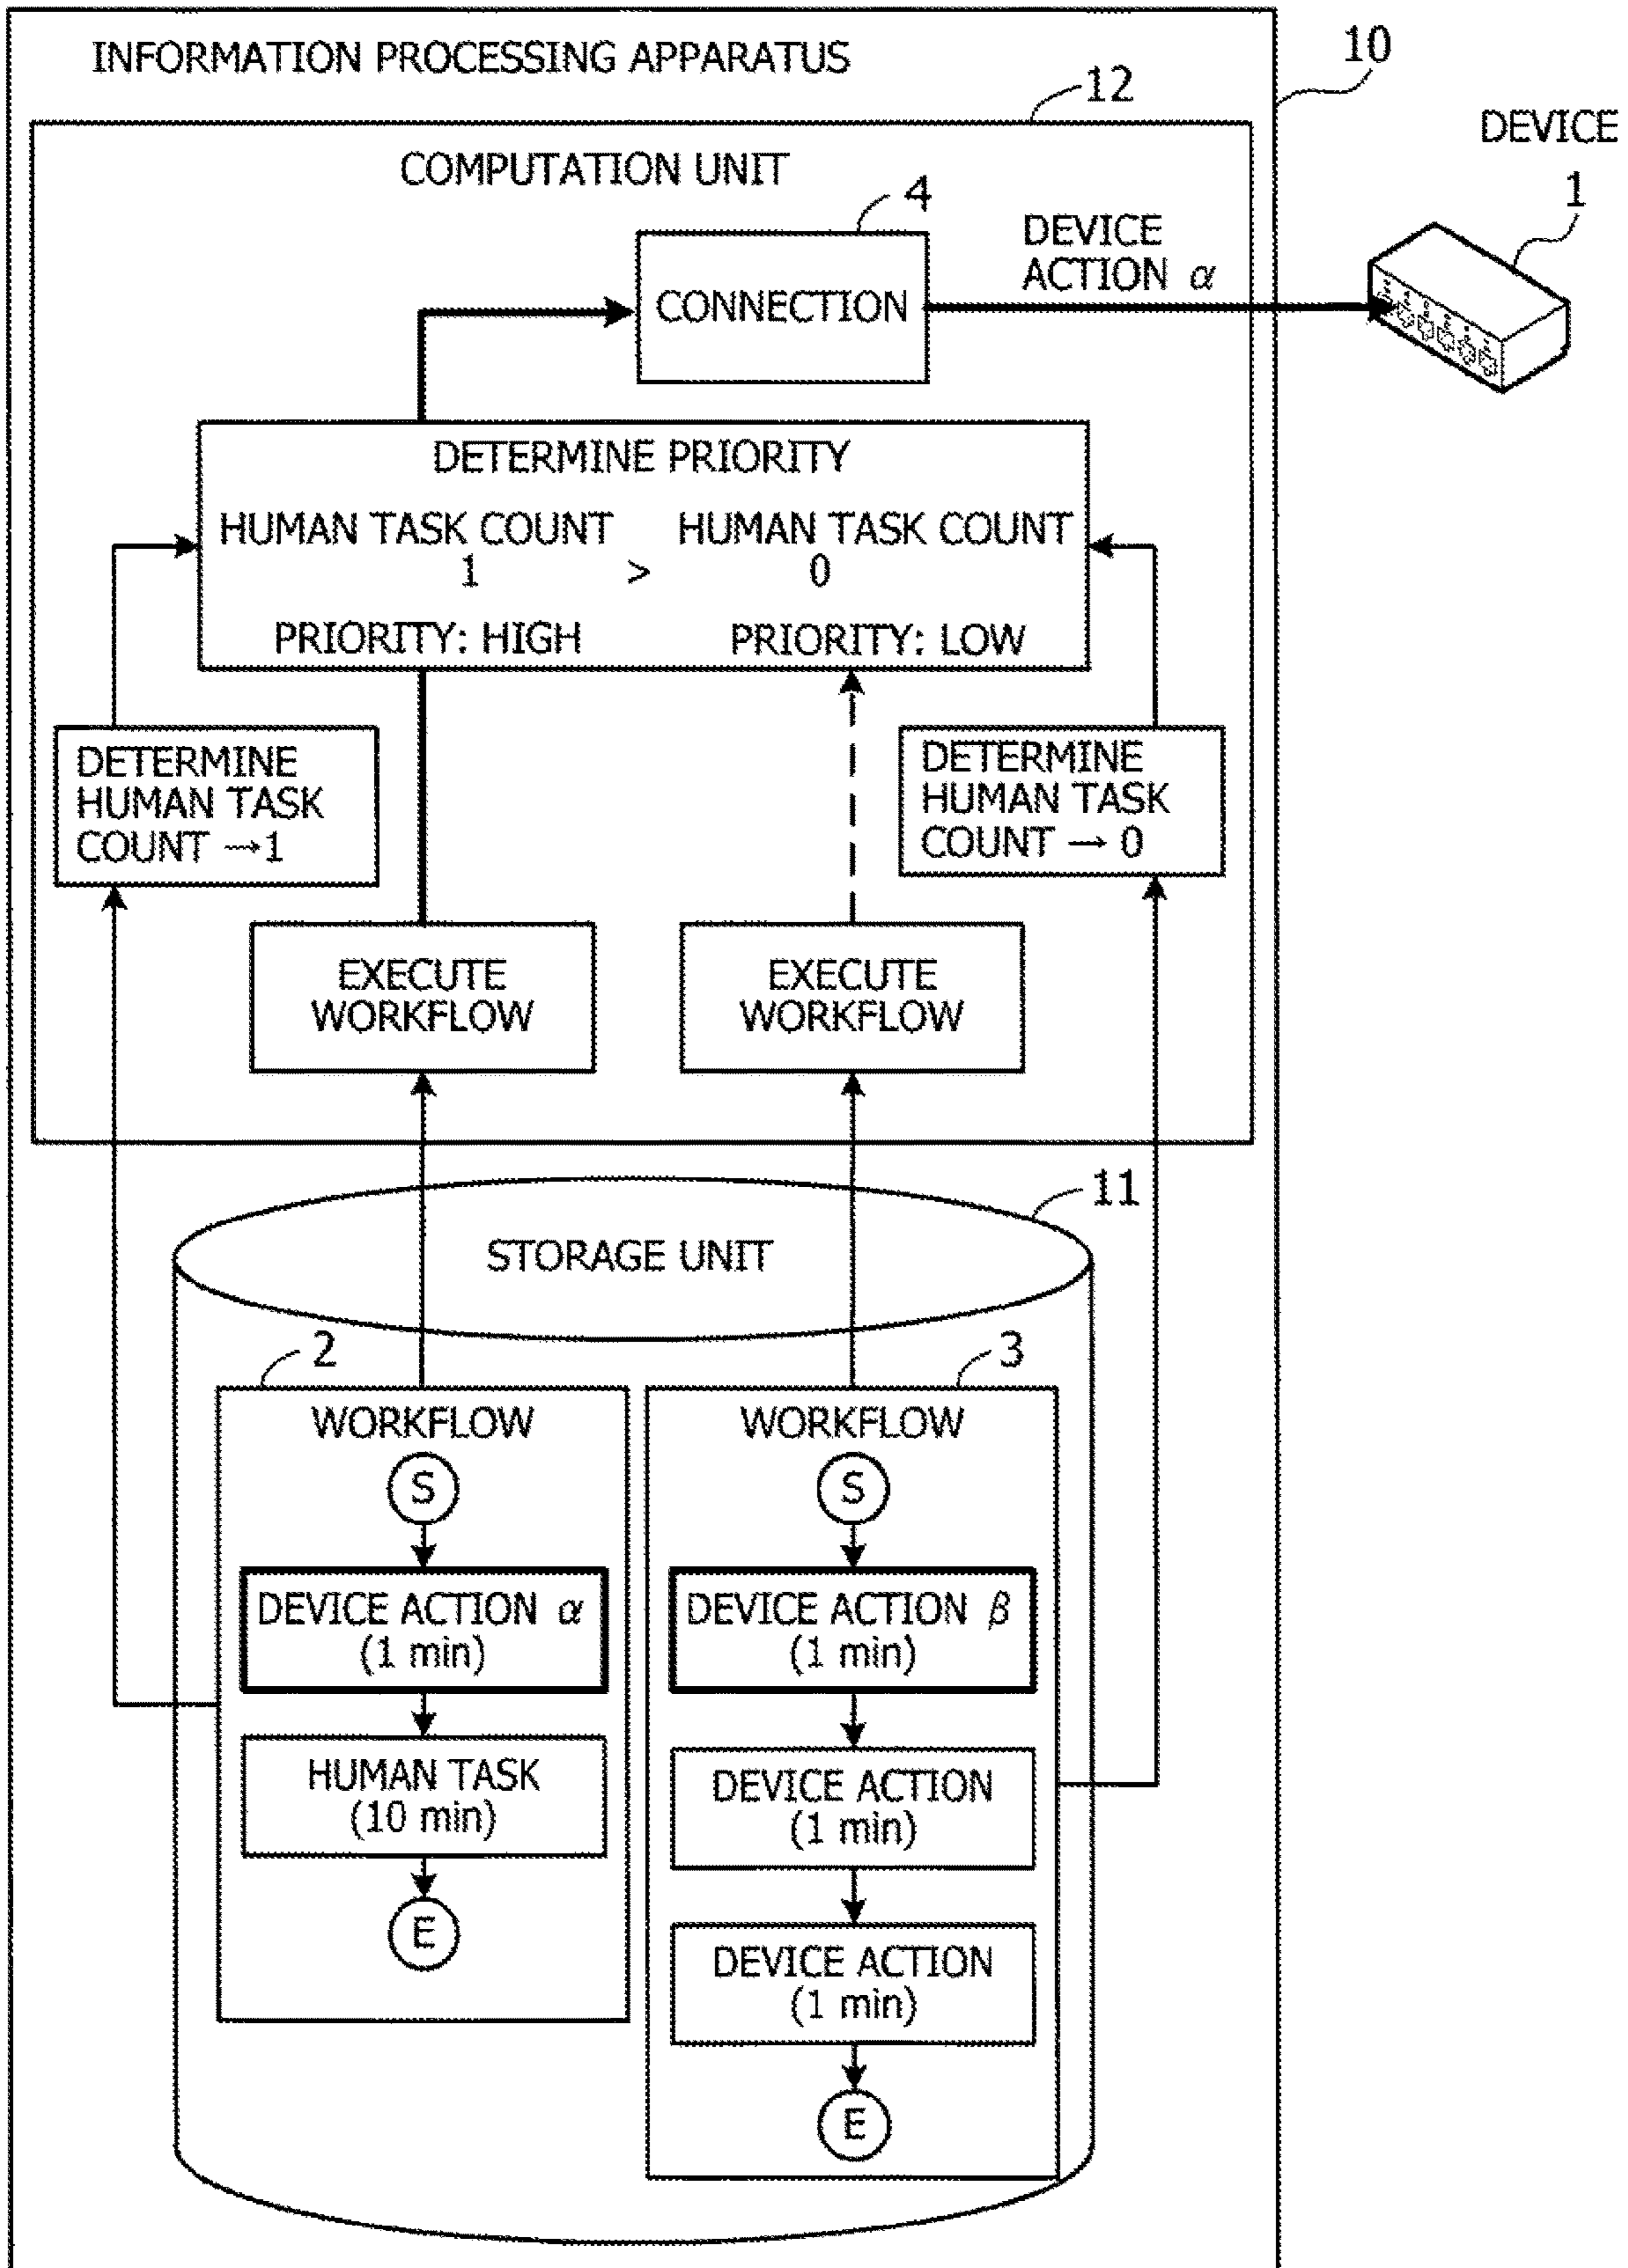 INFORMATION PROCESSING APPARATUS
10
12
DEVICE
1
COMPUTATION UNIT
4
CONNECTION
DEVICE
ACTION α
DETERMINE PRIORITY
HUMAN TASK COUNT HUMAN TASK COUNT
1 > 0
PRIORITY: HIGH PRIORITY: LOW
DETERMINE
HUMAN TASK
COUNT →1
DETERMINE
HUMAN TASK
COUNT → 0
EXECUTE
WORKFLOW
EXECUTE
WORKFLOW
11
STORAGE UNIT
2
WORKFLOW
S
DEVICE ACTION α
(1 min)
HUMAN TASK
(10 min)
E
3
WORKFLOW
S
DEVICE ACTION β
(1 min)
DEVICE ACTION
(1 min)
DEVICE ACTION
(1 min)
E